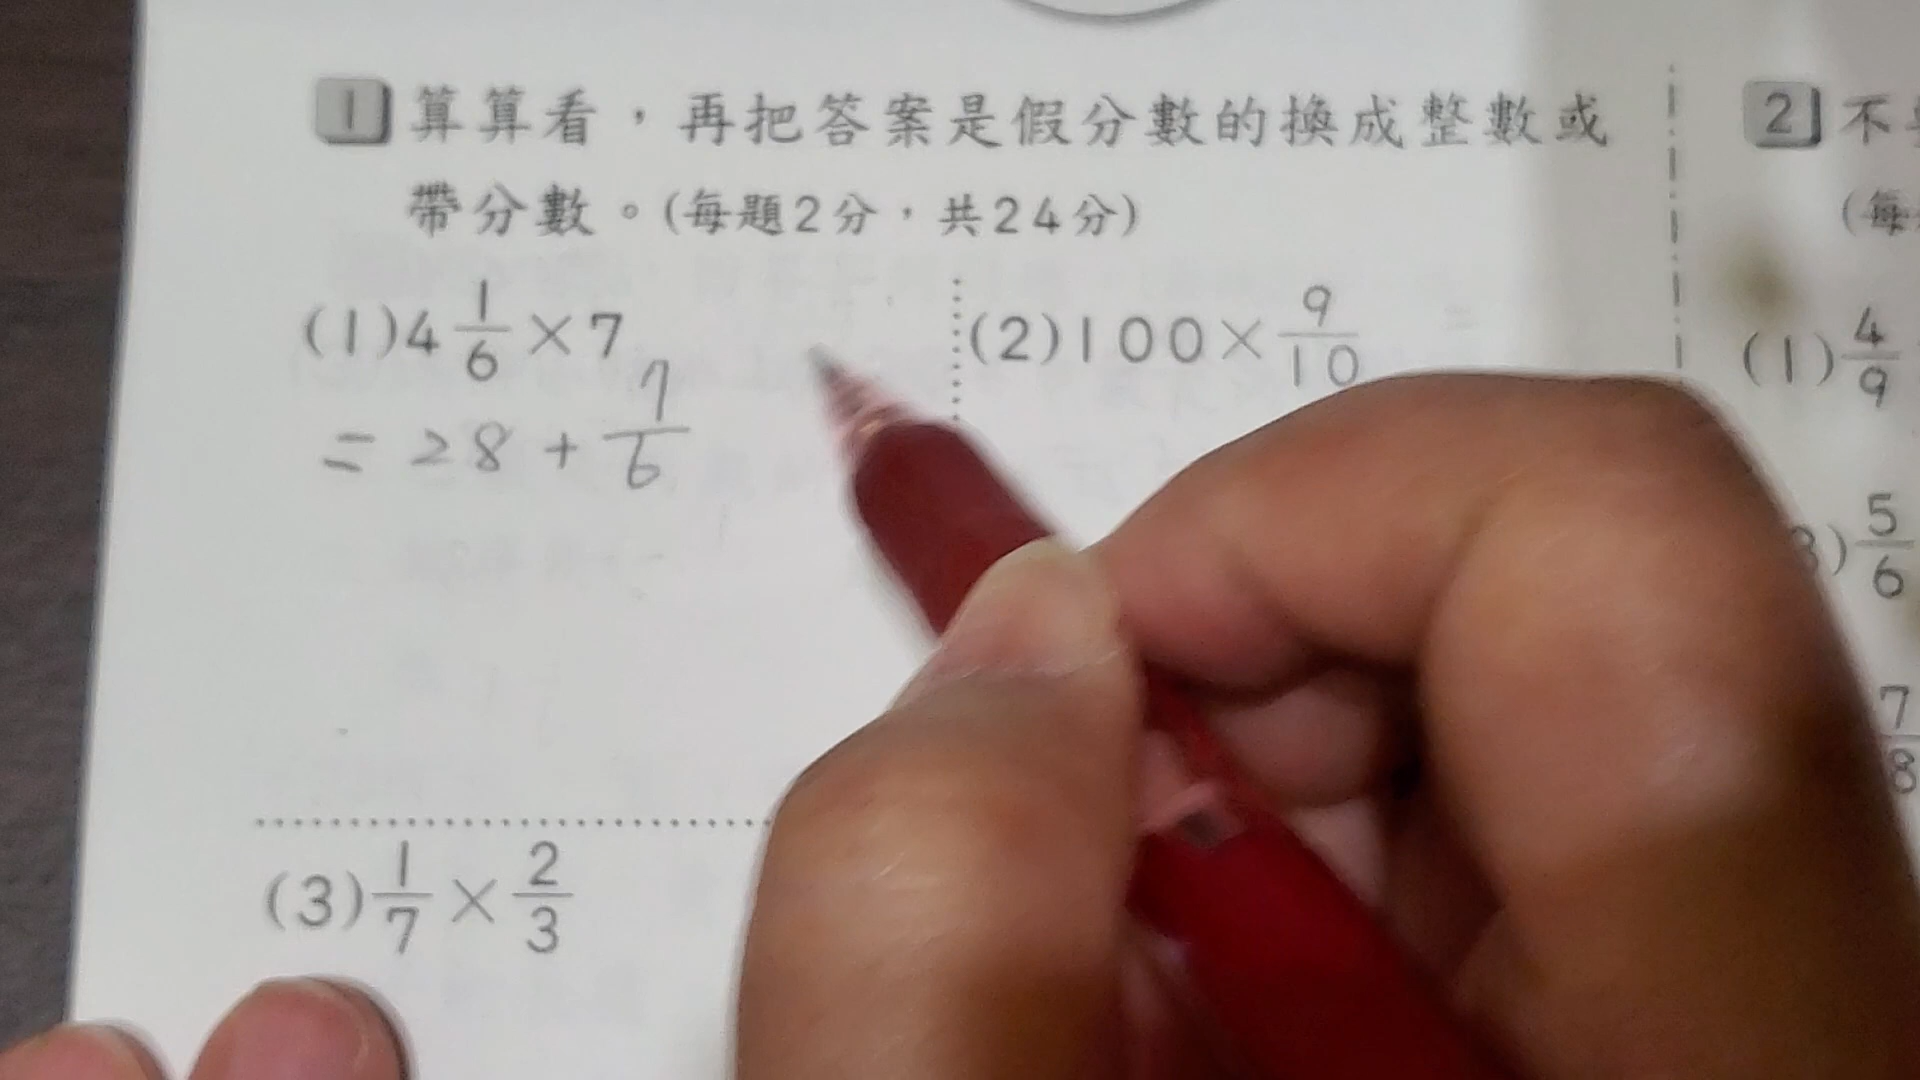 1 算算看，再把答案是假分數的換成整數或
帶分數。(每題2分，共24分)
(1) 4 1/6 × 7
= 28 + 7/6
(2) 100 × 9/10
(3) 1/7 × 2/3
2 不
(每
(1) 4/9
3) 5/6
7/8